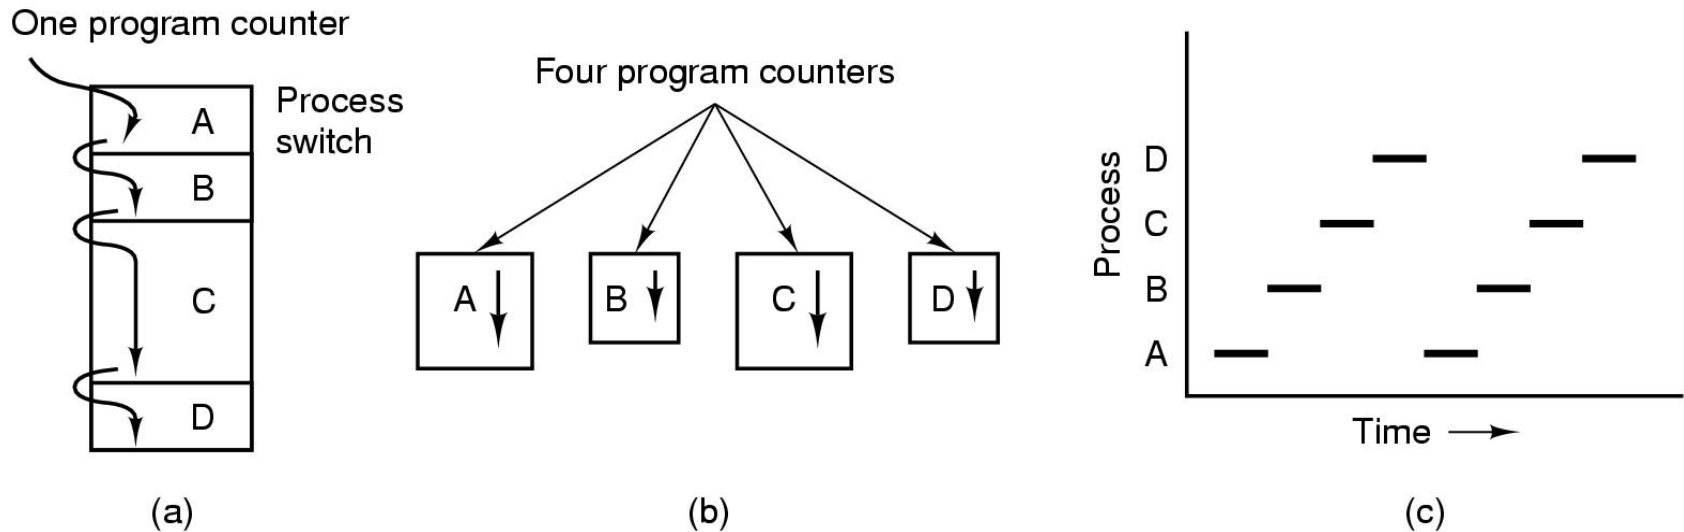 One program counter
Process
switch
A
B
C
D
(a)
Four program counters
A
B
C
D
(b)
Process
D
C
B
A
Time
(c)